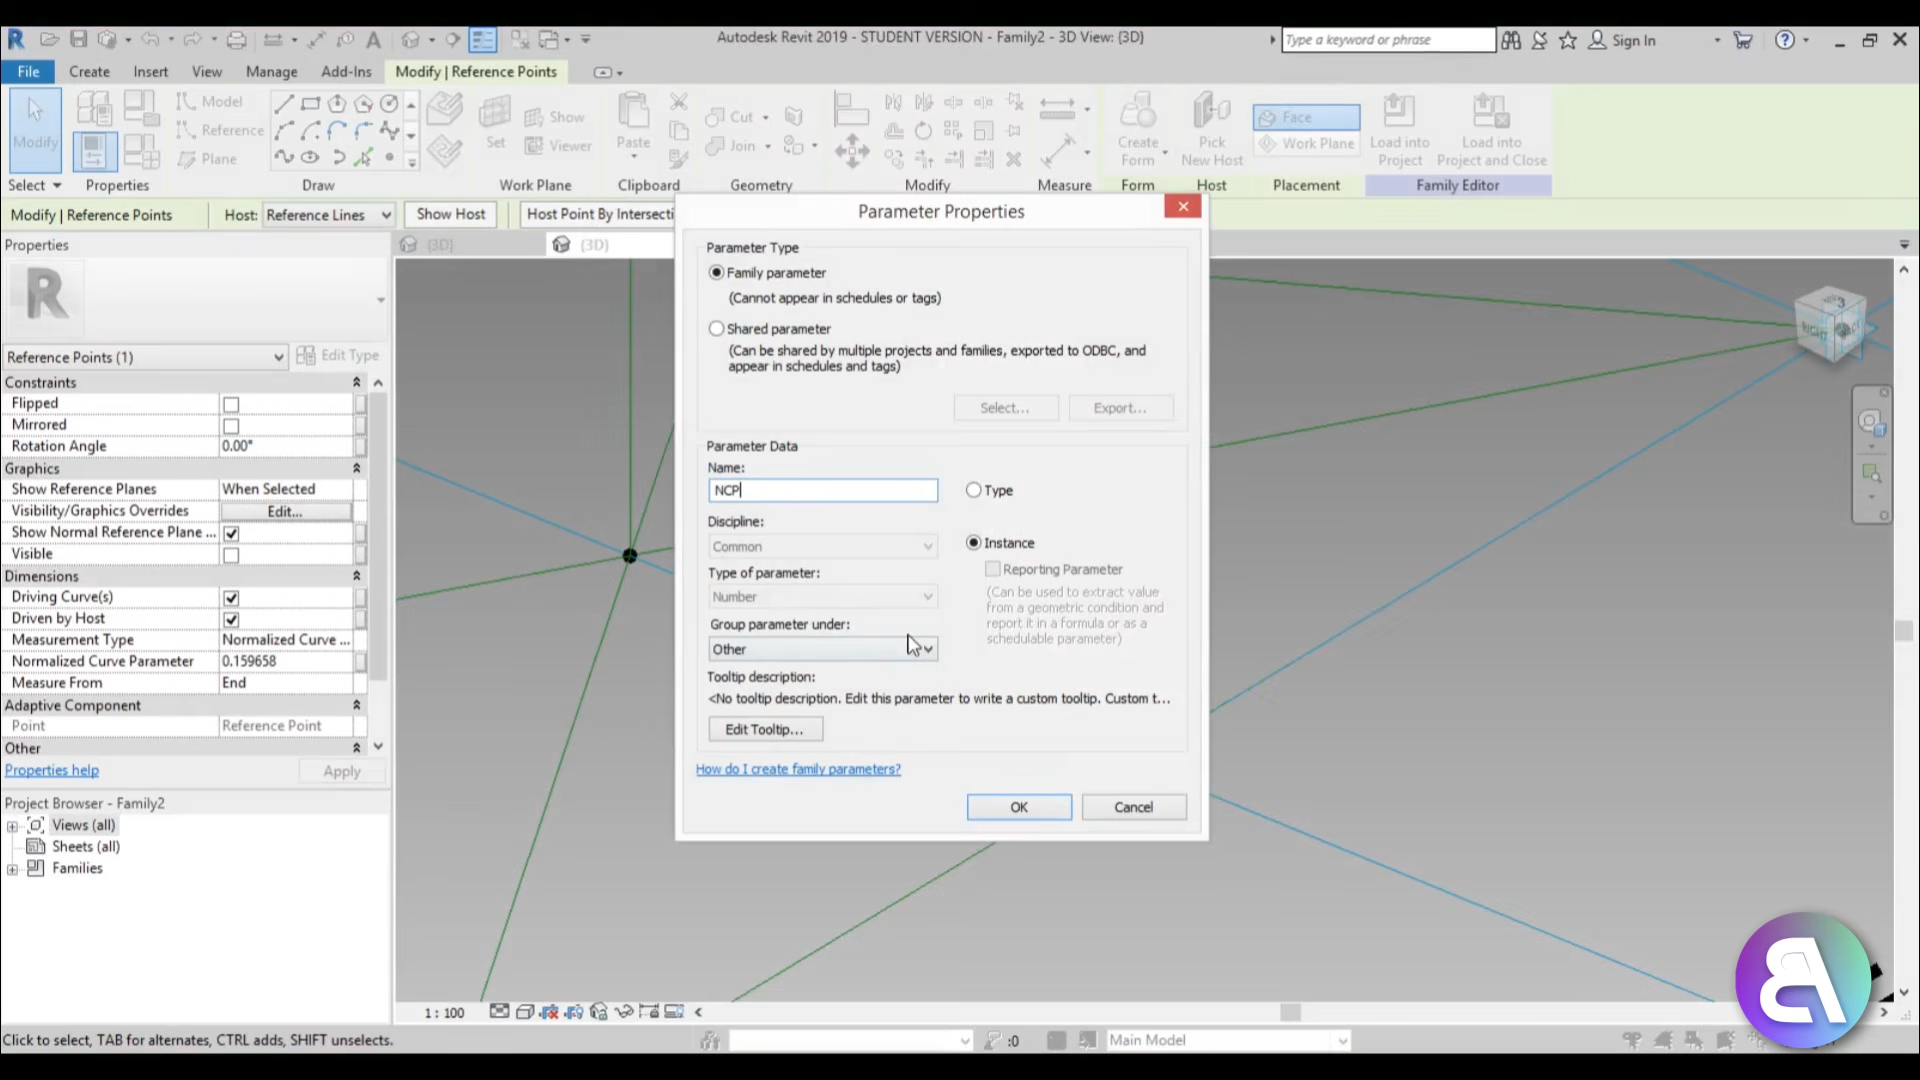 Autodesk Revit 2019 - STUDENT VERSION - Family2 - 3D View: {3D}
Type a keyword or phrase
Sign In
File
Create
Insert
View
Manage
Add-Ins
Modify | Reference Points
Modify
Model
Reference
Plane
Set
Show
Viewer
Paste
Cut
Join
Create
Form
Pick
New Host
Face
Work Plane
Load into
Project
Load into
Project and Close
Select
Properties
Draw
Work Plane
Clipboard
Geometry
Modify
Measure
Form
Host
Placement
Family Editor
Modify | Reference Points
Host:
Reference Lines
Show Host
Host Point By Intersecti
Properties
{3D}
{3D}
R
Reference Points (1)
Edit Type
Constraints
Flipped
Mirrored
Rotation Angle 0.00°
Graphics
Show Reference Planes When Selected
Visibility/Graphics Overrides Edit...
Show Normal Reference Plane ...
Visible
Dimensions
Driving Curve(s)
Driven by Host
Measurement Type Normalized Curve ...
Normalized Curve Parameter 0.159658
Measure From End
Adaptive Component
Point Reference Point
Other
Properties help
Apply
Project Browser - Family2
Views (all)
Sheets (all)
Families
Parameter Properties
Parameter Type
Family parameter
(Cannot appear in schedules or tags)
Shared parameter
(Can be shared by multiple projects and families, exported to ODBC, and
appear in schedules and tags)
Select...
Export...
Parameter Data
Name:
NCP
Type
Discipline:
Common
Instance
Type of parameter:
Reporting Parameter
Number
(Can be used to extract value
from a geometric condition and
report it in a formula or as a
schedulable parameter)
Group parameter under:
Other
Tooltip description:
<No tooltip description. Edit this parameter to write a custom tooltip. Custom t...
Edit Tooltip...
How do I create family parameters?
OK
Cancel
RIGHT
1 : 100
Click to select, TAB for alternates, CTRL adds, SHIFT unselects.
:0
Main Model